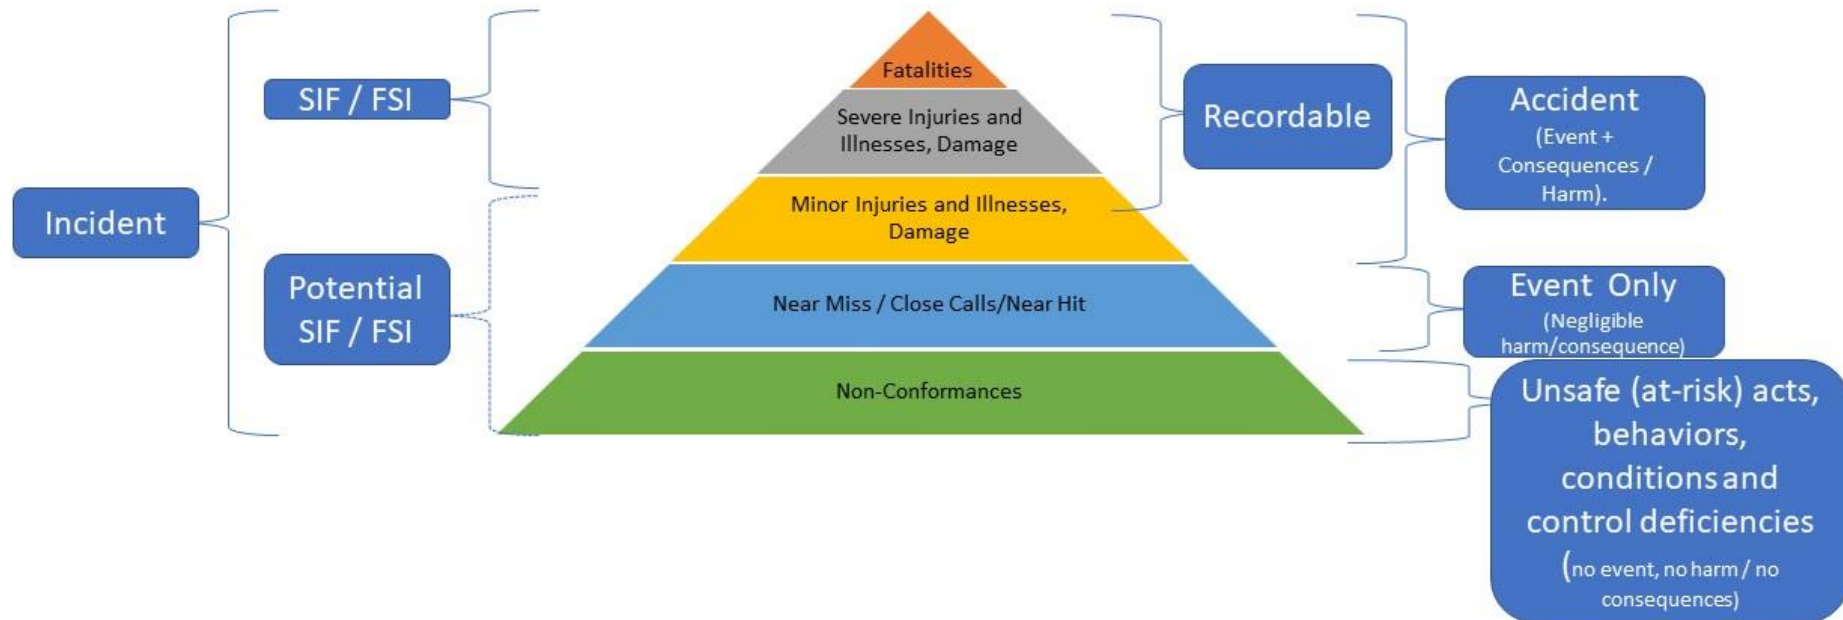 Incident
SIF / FSI
Potential
SIF / FSI
Fatalities
Severe Injuries and
Illnesses, Damage
Minor Injuries and Illnesses,
Damage
Near Miss / Close Calls/Near Hit
Non-Conformances
Recordable
Accident
(Event +
Consequences /
Harm).
Event Only
(Negligible
harm/consequence)
Unsafe (at-risk) acts,
behaviors,
conditions and
control deficiencies
(no event, no harm / no
consequences)